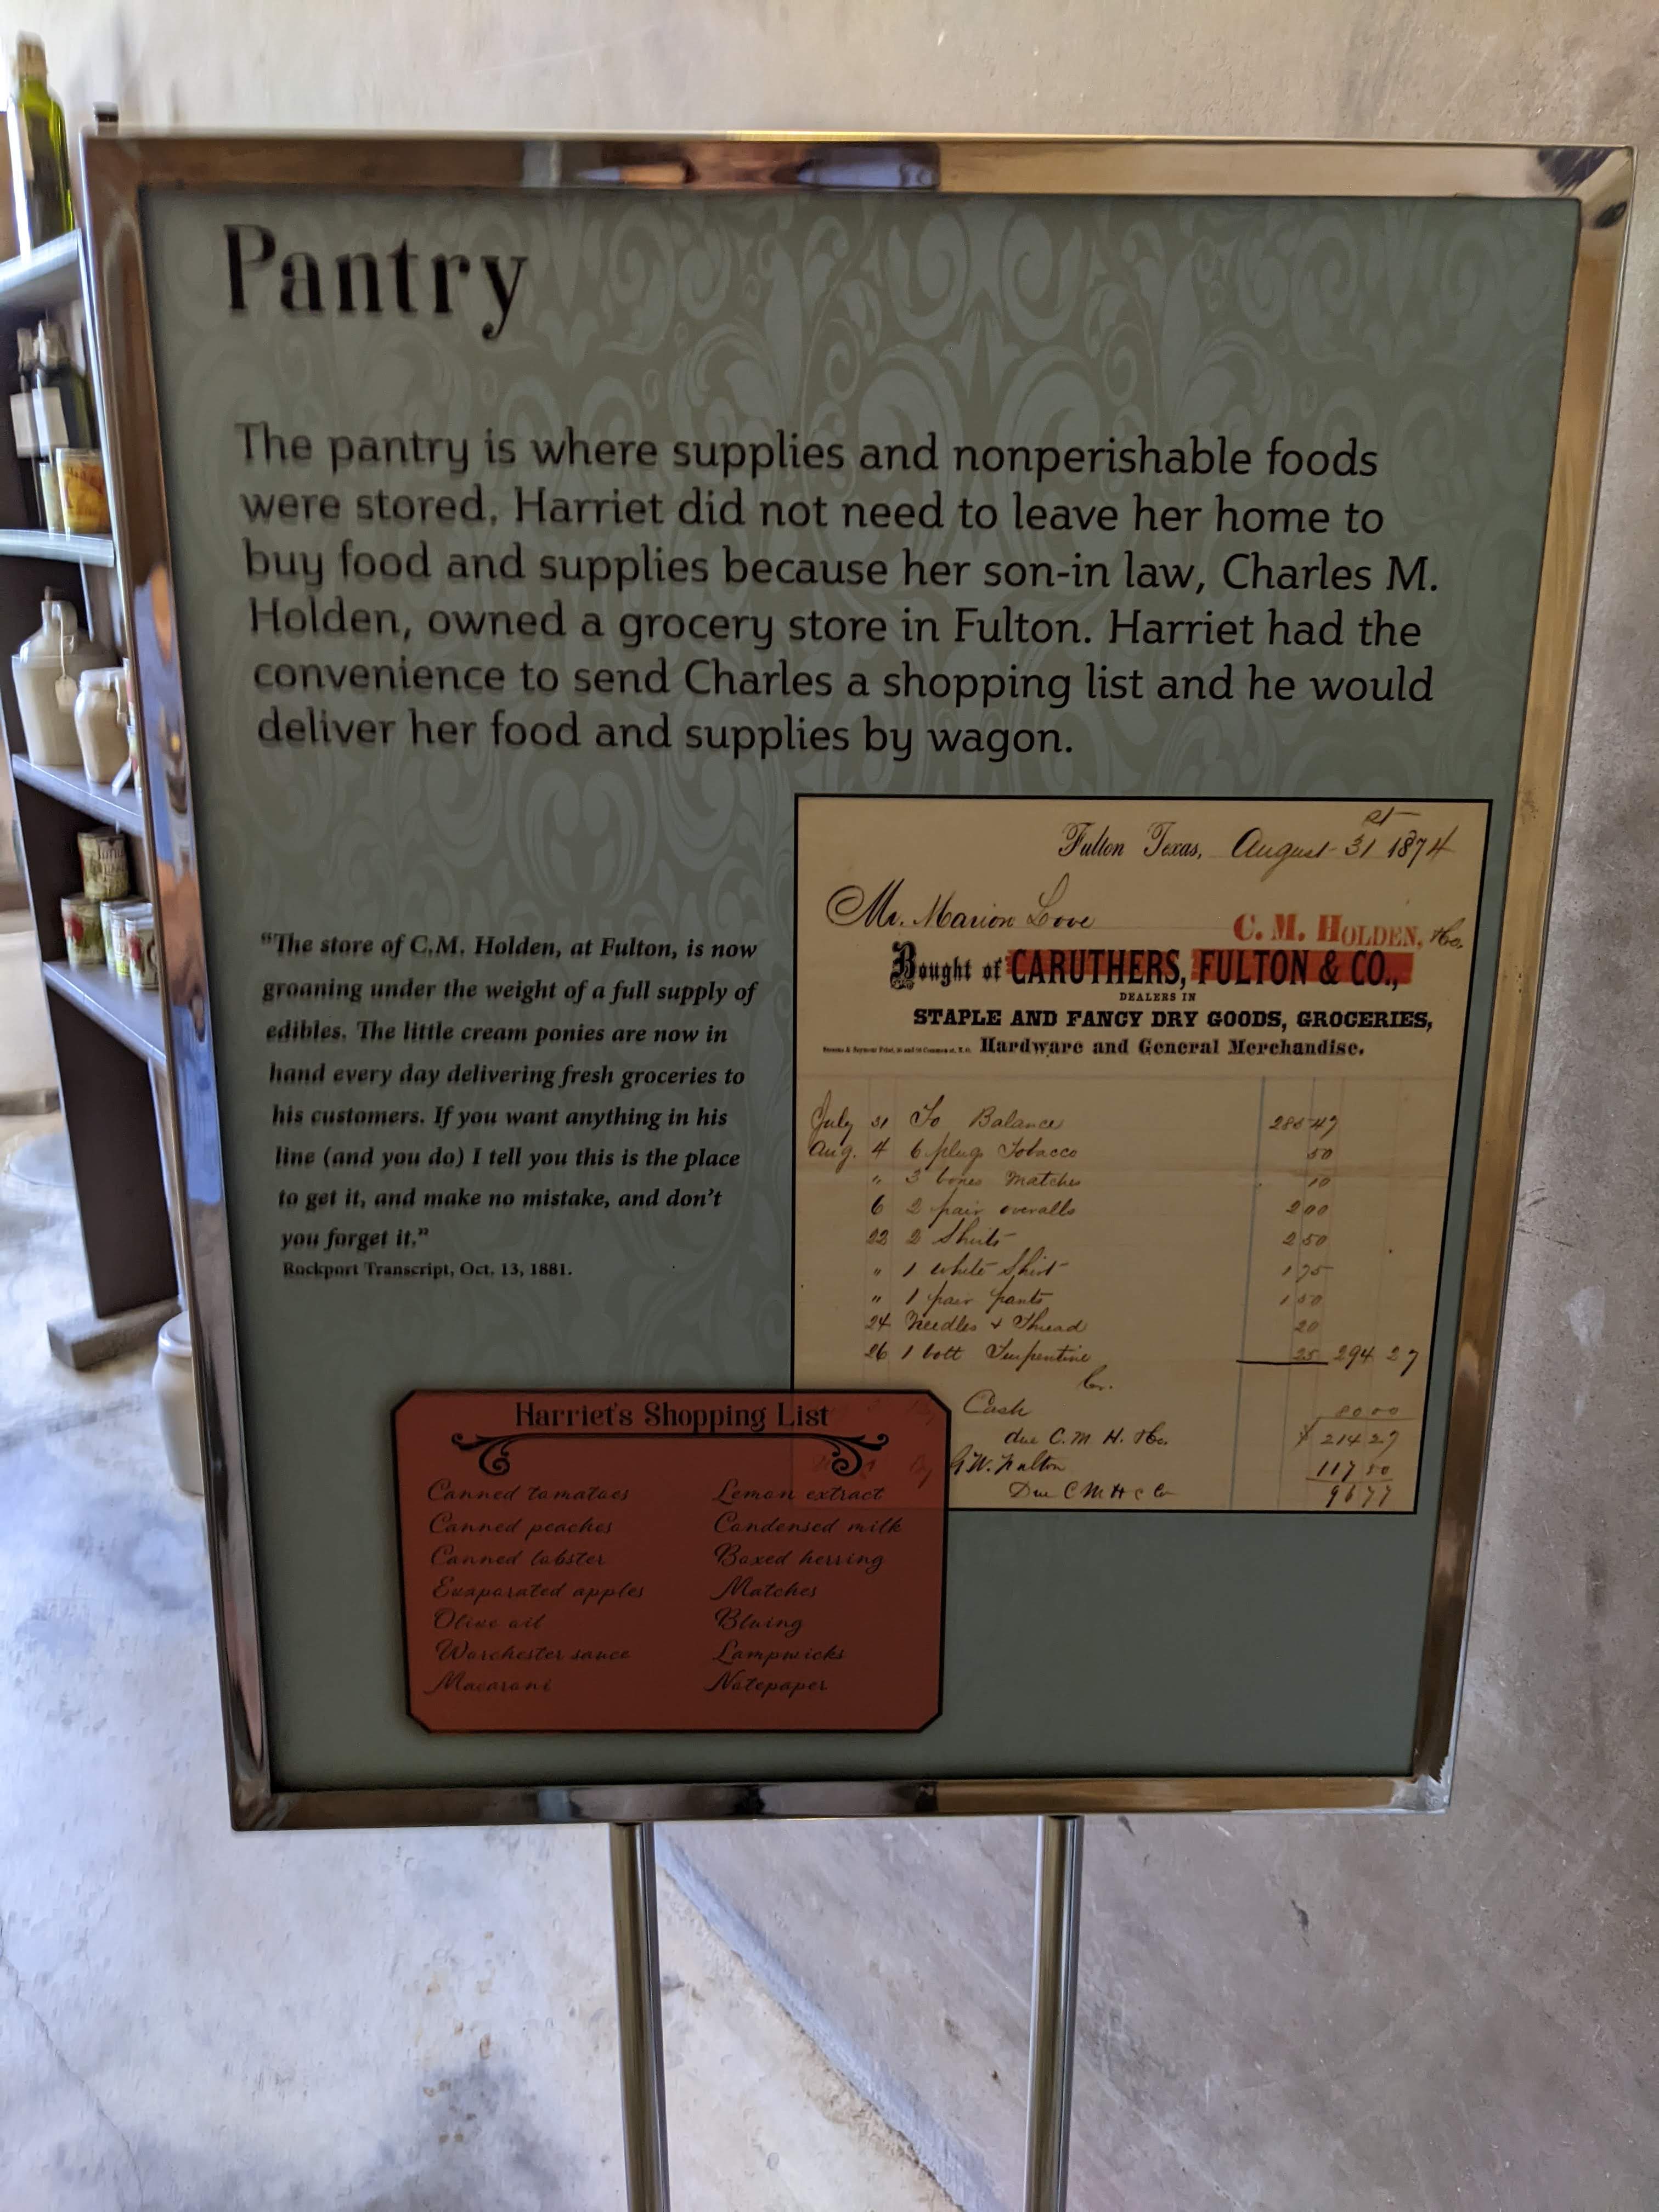 Pantry
The pantry is where supplies and nonperishable foods
were stored. Harriet did not need to leave her home to
buy food and supplies because her son-in law, Charles M.
Holden, owned a grocery store in Fulton. Harriet had the
convenience to send Charles a shopping list and he would
deliver her food and supplies by wagon.
"The store of C.M. Holden, at Fulton, is now
groaning under the weight of a full supply of
edibles. The little cream ponies are now in
hand every day delivering fresh groceries to
his customers. If you want anything in his
line (and you do) I tell you this is the place
to get it, and make no mistake, and don't
you forget it."
Rockport Transcript, Oct. 13, 1881.
Fulton Texas, August 31st 1874
Mr. Marion Love
C. M. HOLDEN, &Co.
Bought of CARUTHERS, FULTON & CO.,
DEALERS IN
STAPLE AND FANCY DRY GOODS, GROCERIES,
Hardware and General Merchandise.
July 31 To Balance 285 47
Aug. 4 6 plug Tobacco 50
" 3 boxes Matches 10
6 2 pair overalls 2 00
22 2 Shirts 2 50
" 1 white Shirt 1 75
" 1 pair pants 1 50
24 Needles & Thread 20
26 1 bott Turpentine 25 294 27
Cr.
Cash 80 00
due C. M. H. &Co. $ 214 27
G.W. Fulton 117 50
Due C M H & Co 96 77
Harriet's Shopping List
Canned tomatoes
Canned peaches
Canned lobster
Evaporated apples
Olive oil
Worchester sauce
Macaroni
Lemon extract
Condensed milk
Boxed herring
Matches
Bluing
Lampwicks
Notepaper